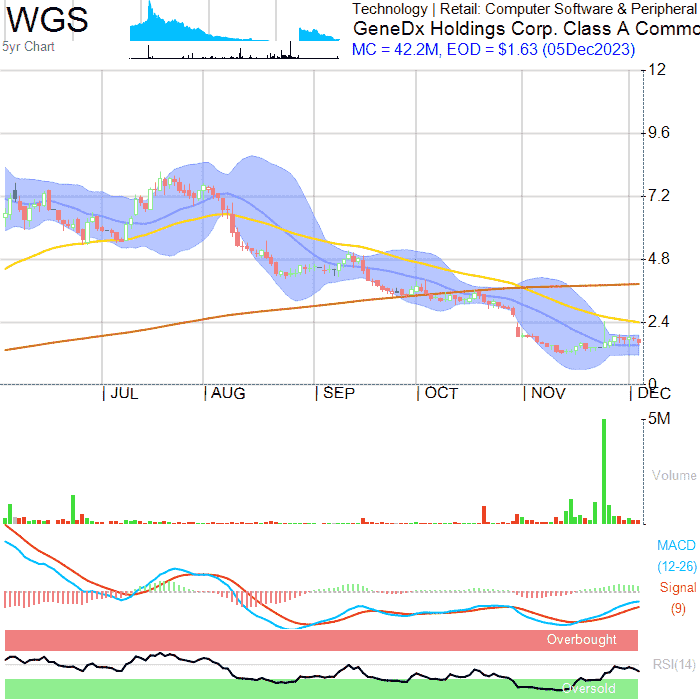 WGS
5yr Chart
Technology | Retail: Computer Software & Peripheral
GeneDx Holdings Corp. Class A Commo
MC = 42.2M, EOD = $1.63 (05Dec2023)
12
9.6
7.2
4.8
2.4
0
JUL AUG SEP OCT NOV DEC
5M
Volume
MACD
(12-26)
Signal
(9)
Overbought
RSI(14)
Oversold